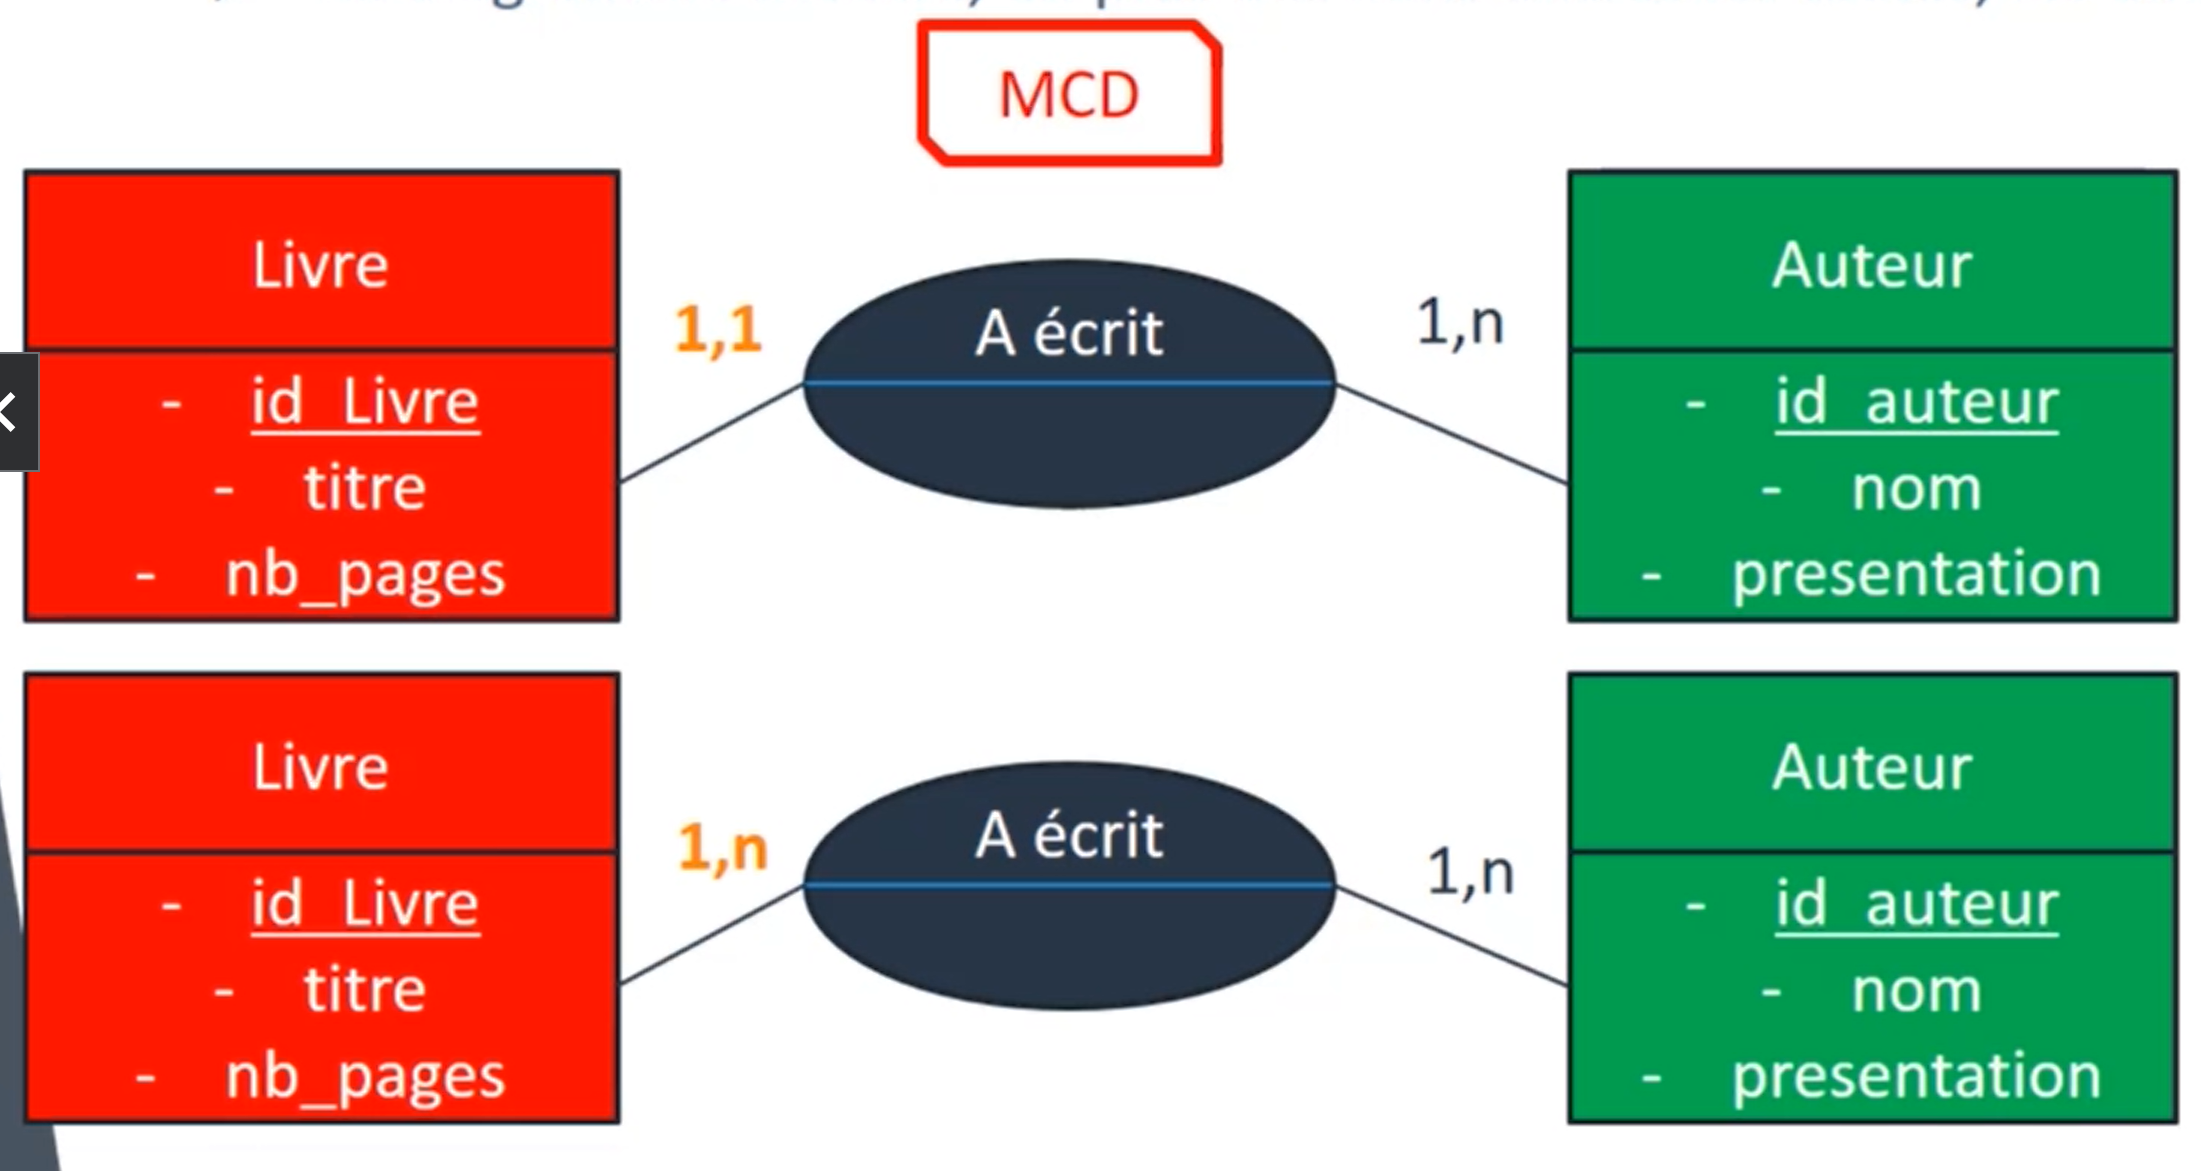 MCD
Livre
- id_Livre
- titre
- nb_pages
1,1
A écrit
1,n
Auteur
- id_auteur
- nom
- presentation
Livre
- id_Livre
- titre
- nb_pages
1,n
A écrit
1,n
Auteur
- id_auteur
- nom
- presentation